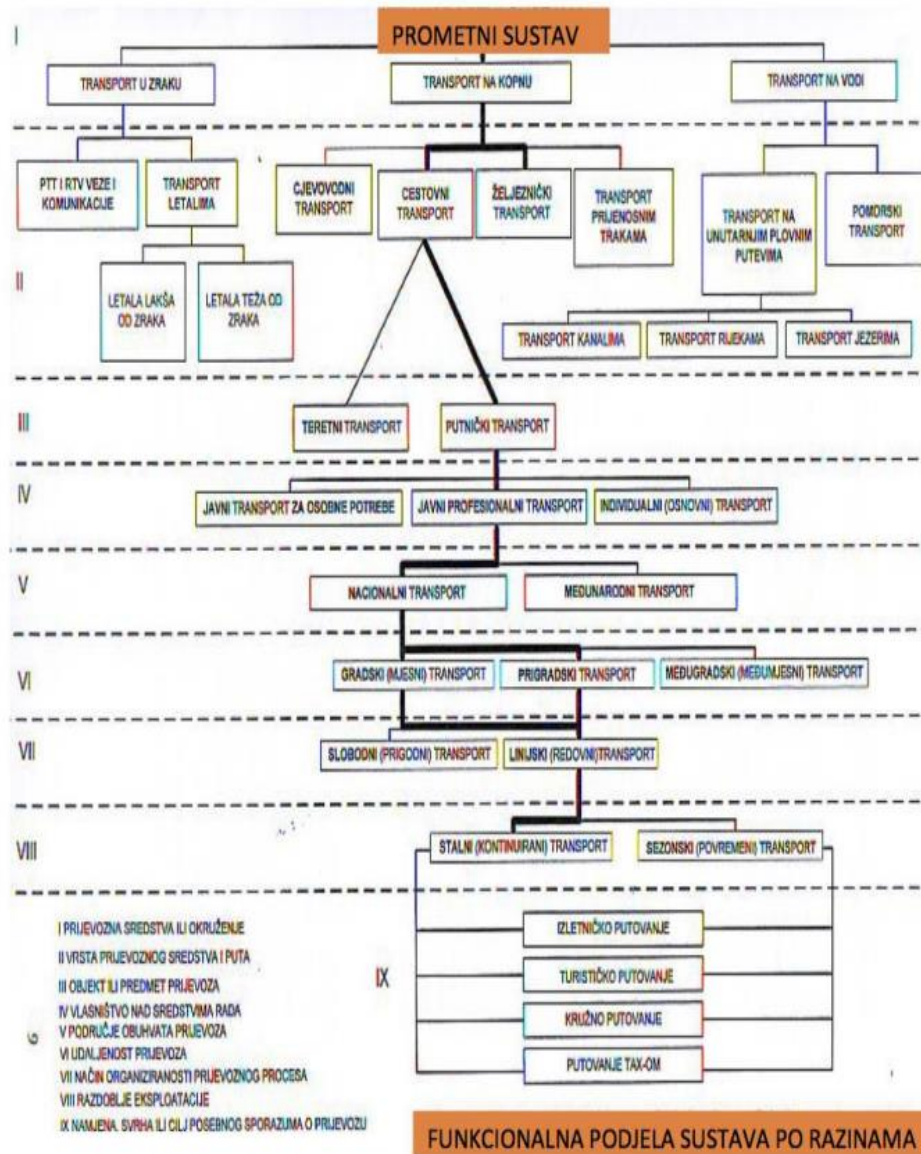 PROMETNI SUSTAV
I
TRANSPORT U ZRAKU
TRANSPORT NA KOPNU
TRANSPORT NA VODI
II
PTT I RTV VEZE I
KOMUNIKACIJE
TRANSPORT
LETALIMA
CJEVOVODNI
TRANSPORT
CESTOVNI
TRANSPORT
ŽELJEZNIČKI
TRANSPORT
TRANSPORT
PRIJENOSNIM
TRAKAMA
TRANSPORT NA
UNUTARNJIM PLOVNIM
PUTEVIMA
POMORSKI
TRANSPORT
LETALA LAKŠA
OD ZRAKA
LETALA TEŽA OD
ZRAKA
TRANSPORT KANALIMA
TRANSPORT RIJEKAMA
TRANSPORT JEZERIMA
III
TERETNI TRANSPORT
PUTNIČKI TRANSPORT
IV
JAVNI TRANSPORT ZA OSOBNE POTREBE
JAVNI PROFESIONALNI TRANSPORT
INDIVIDUALNI (OSNOVNI) TRANSPORT
V
NACIONALNI TRANSPORT
MEĐUNARODNI TRANSPORT
VI
GRADSKI (MJESNI) TRANSPORT
PRIGRADSKI TRANSPORT
MEĐUGRADSKI (MEĐUMJESNI) TRANSPORT
VII
SLOBODNI (PRIGODNI) TRANSPORT
LINIJSKI (REDOVNI)TRANSPORT
VIII
STALNI (KONTINUIRANI) TRANSPORT
SEZONSKI (POVREMENI) TRANSPORT
IX
IZLETNIČKO PUTOVANJE
TURISTIČKO PUTOVANJE
KRUŽNO PUTOVANJE
PUTOVANJE TAX-OM
I PRIJEVOZNA SREDSTVA ILI OKRUŽENJE
II VRSTA PRIJEVOZNOG SREDSTVA I PUTA
III OBJEKT ILI PREDMET PRIJEVOZA
IV VLASNIŠTVO NAD SREDSTVIMA RADA
V PODRUČJE OBUHVATA PRIJEVOZA
VI UDALJENOST PRIJEVOZA
VII NAČIN ORGANIZIRANOSTI PRIJEVOZNOG PROCESA
VIII RAZDOBLJE EKSPLOATACIJE
IX NAMJENA, SVRHA ILI CILJ POSEBNOG SPORAZUMA O PRIJEVOZU
FUNKCIONALNA PODJELA SUSTAVA PO RAZINAMA